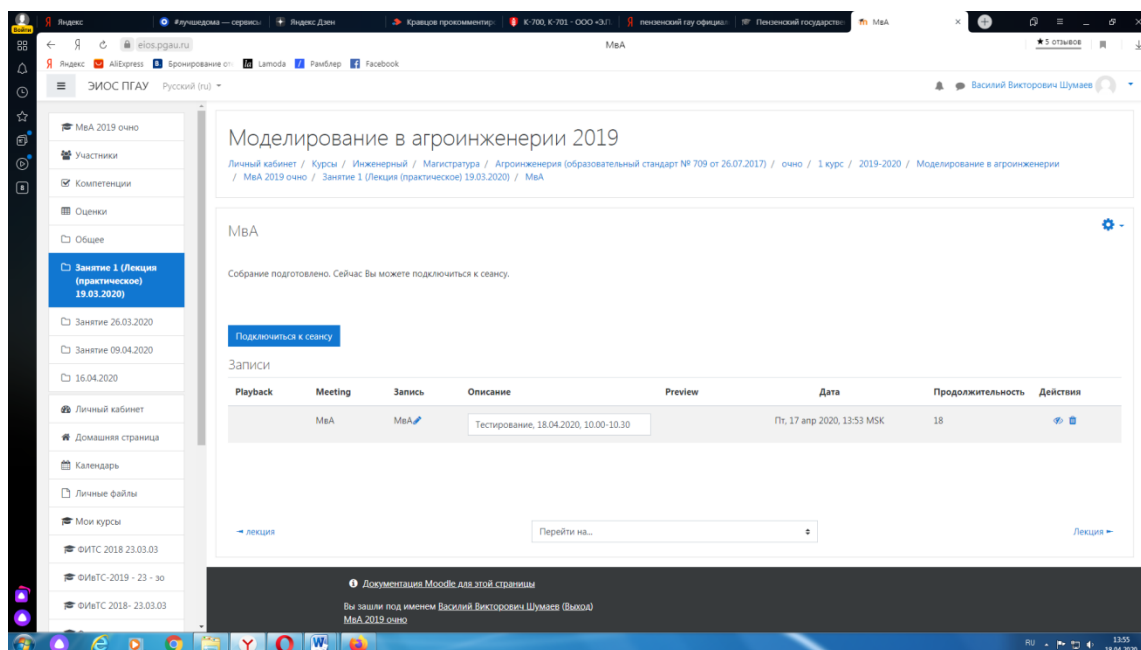 Яндекс
#лучшедома — сервисы
Яндекс Дзен
Кравцов прокомментир
К-700, К-701 - ООО «Э.П
пензенский гау официал
Пензенский государстве
МвА
Войти
eios.pgau.ru
МвА
★ 5 отзывов
Яндекс
AliExpress
Бронирование от
Lamoda
Рамблер
Facebook
ЭИОС ПГАУ Русский (ru)
Василий Викторович Шумаев
МвА 2019 очно
Участники
Компетенции
Оценки
Общее
Занятие 1 (Лекция
(практическое)
19.03.2020)
Занятие 26.03.2020
Занятие 09.04.2020
16.04.2020
Личный кабинет
Домашняя страница
Календарь
Личные файлы
Мои курсы
ФИТС 2018 23.03.03
ФИвТС-2019 - 23 - зо
ФИвТС 2018- 23.03.03
Моделирование в агроинженерии 2019
Личный кабинет / Курсы / Инженерный / Магистратура / Агроинженерия (образовательный стандарт № 709 от 26.07.2017) / очно / 1 курс / 2019-2020 / Моделирование в агроинженерии
/ МвА 2019 очно / Занятие 1 (Лекция (практическое) 19.03.2020) / МвА
МвА
Собрание подготовлено. Сейчас Вы можете подключиться к сеансу.
Подключиться к сеансу
Записи
Playback Meeting Запись Описание Preview Дата Продолжительность Действия
МвА МвА Тестирование, 18.04.2020, 10.00-10.30 Пт, 17 апр 2020, 13:53 MSK 18
◄ лекция
Перейти на...
Лекция ►
Документация Moodle для этой страницы
Вы зашли под именем Василий Викторович Шумаев (Выход)
МвА 2019 очно
RU
13:55
18.04.2020